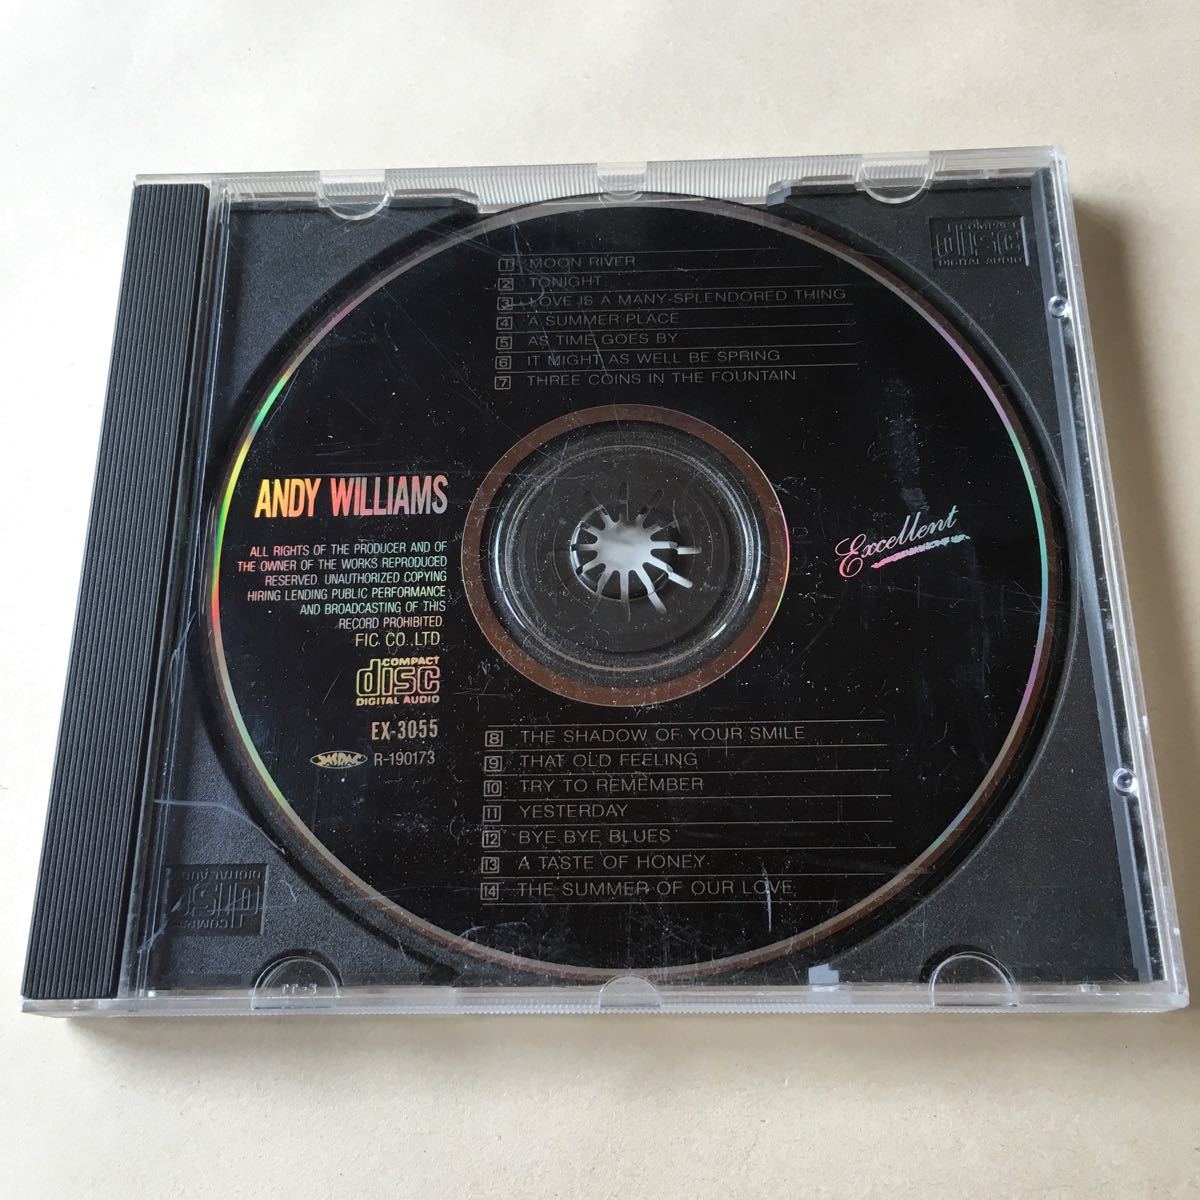 1 MOON RIVER
2 TONIGHT
3 LOVE IS A MANY-SPLENDORED THING
4 A SUMMER PLACE
5 AS TIME GOES BY
6 IT MIGHT AS WELL BE SPRING
7 THREE COINS IN THE FOUNTAIN
COMPACT
disc
DIGITAL AUDIO
ANDY WILLIAMS
ALL RIGHTS OF THE PRODUCER AND OF
THE OWNER OF THE WORKS REPRODUCED
RESERVED. UNAUTHORIZED COPYING
HIRING LENDING PUBLIC PERFORMANCE
AND BROADCASTING OF THIS
RECORD PROHIBITED.
FIC CO.,LTD
COMPACT
disc
DIGITAL AUDIO
EX-3055
JASRAC
R-190173
Excellent
8 THE SHADOW OF YOUR SMILE
9 THAT OLD FEELING
10 TRY TO REMEMBER
11 YESTERDAY
12 BYE BYE BLUES
13 A TASTE OF HONEY
14 THE SUMMER OF OUR LOVE
COMPACT
disc
DIGITAL AUDIO